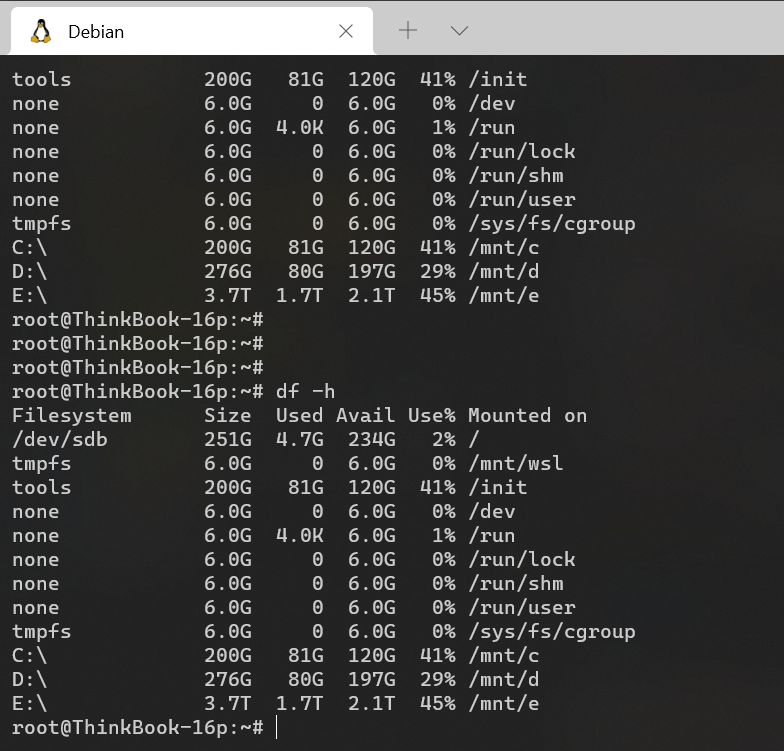 Debian
tools 200G 81G 120G 41% /init
none 6.0G 0 6.0G 0% /dev
none 6.0G 4.0K 6.0G 1% /run
none 6.0G 0 6.0G 0% /run/lock
none 6.0G 0 6.0G 0% /run/shm
none 6.0G 0 6.0G 0% /run/user
tmpfs 6.0G 0 6.0G 0% /sys/fs/cgroup
C:\ 200G 81G 120G 41% /mnt/c
D:\ 276G 80G 197G 29% /mnt/d
E:\ 3.7T 1.7T 2.1T 45% /mnt/e
root@ThinkBook-16p:~#
root@ThinkBook-16p:~#
root@ThinkBook-16p:~#
root@ThinkBook-16p:~# df -h
Filesystem Size Used Avail Use% Mounted on
/dev/sdb 251G 4.7G 234G 2% /
tmpfs 6.0G 0 6.0G 0% /mnt/wsl
tools 200G 81G 120G 41% /init
none 6.0G 0 6.0G 0% /dev
none 6.0G 4.0K 6.0G 1% /run
none 6.0G 0 6.0G 0% /run/lock
none 6.0G 0 6.0G 0% /run/shm
none 6.0G 0 6.0G 0% /run/user
tmpfs 6.0G 0 6.0G 0% /sys/fs/cgroup
C:\ 200G 81G 120G 41% /mnt/c
D:\ 276G 80G 197G 29% /mnt/d
E:\ 3.7T 1.7T 2.1T 45% /mnt/e
root@ThinkBook-16p:~#